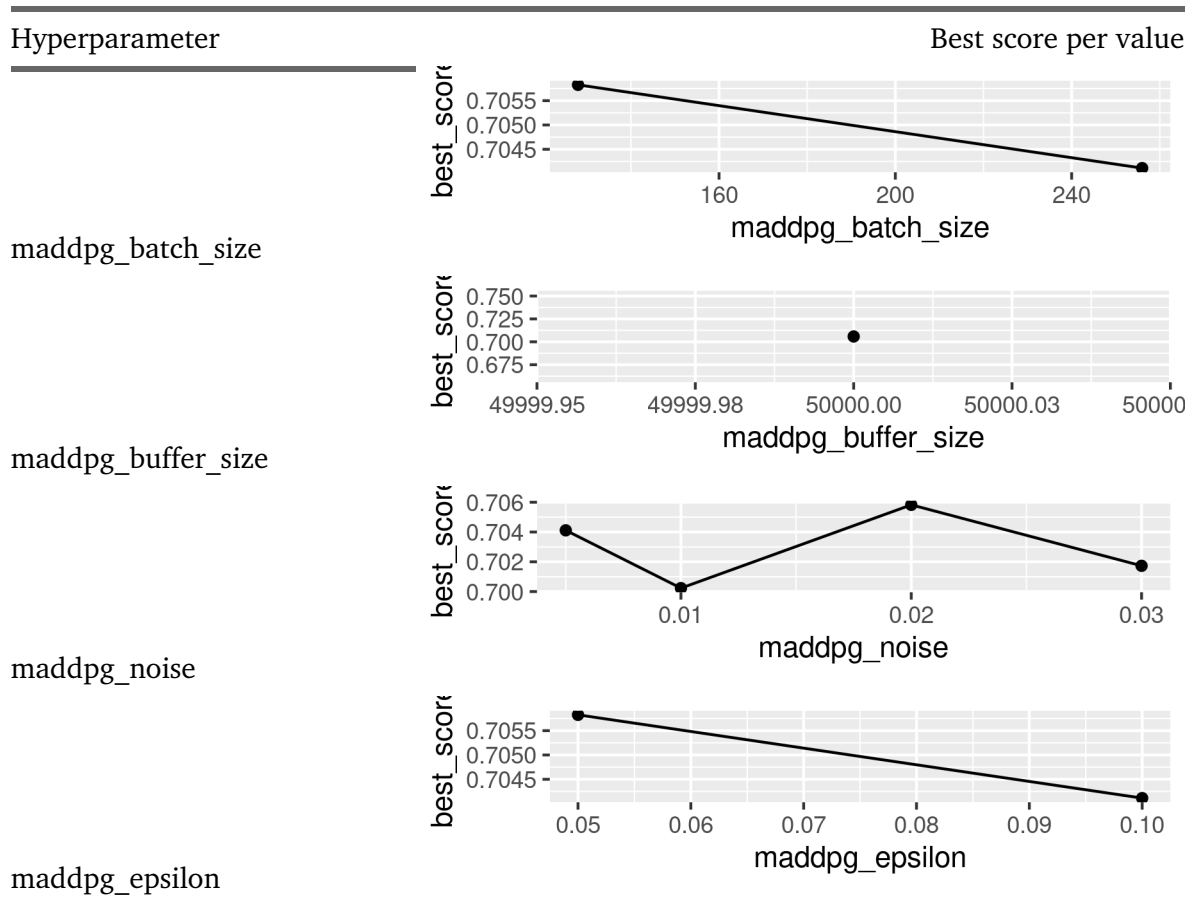 Hyperparameter Best score per value
best_score
0.7055
0.7050
0.7045
160 200 240
maddpg_batch_size
maddpg_batch_size
best_score
0.750
0.725
0.700
0.675
49999.95 49999.98 50000.00 50000.03 50000
maddpg_buffer_size
maddpg_buffer_size
best_score
0.706
0.704
0.702
0.700
0.01 0.02 0.03
maddpg_noise
maddpg_noise
best_score
0.7055
0.7050
0.7045
0.05 0.06 0.07 0.08 0.09 0.10
maddpg_epsilon
maddpg_epsilon